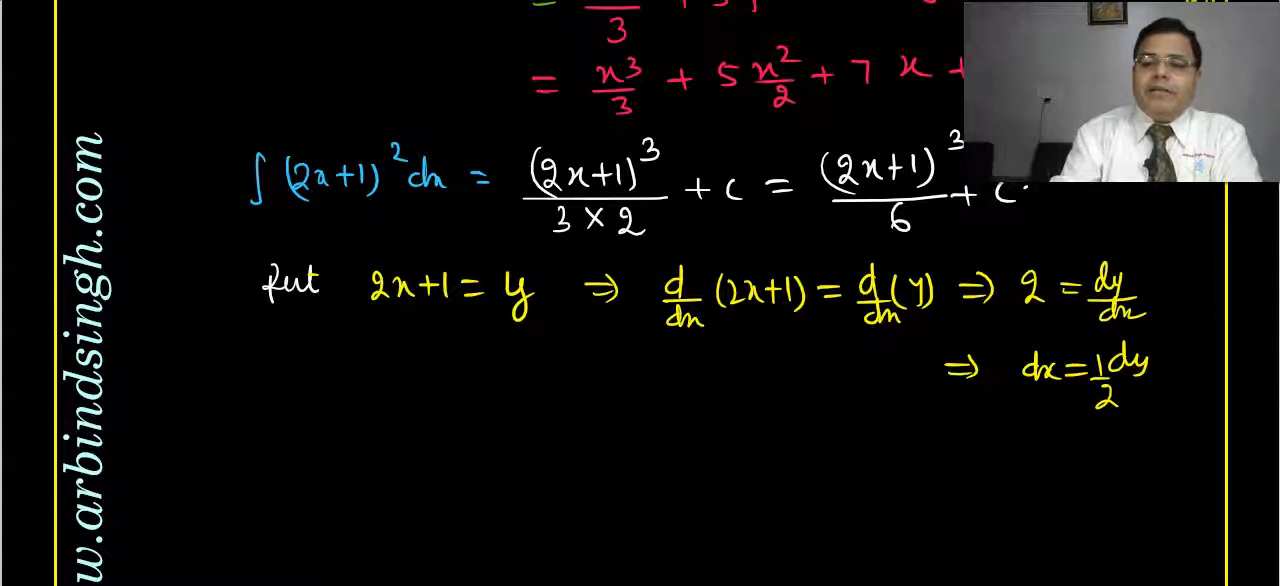 = — 3
= x³/3 + 5 x²/2 + 7 x +
∫ (2x+1)² dx = (2x+1)³/(3 × 2) + c = (2x+1)³/6 + c.
Put 2x+1 = y ⇒ d/dx (2x+1) = d/dx (y) ⇒ 2 = dy/dx
⇒ dx = 1/2 dy
w.arbindsingh.com